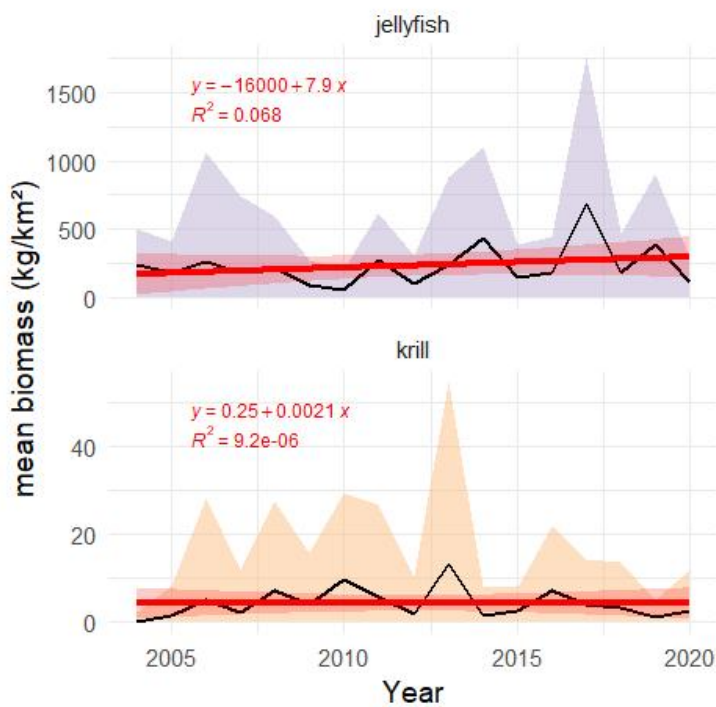 jellyfish
y = −16000 + 7.9 x
R² = 0.068
1500
1000
500
0
mean biomass (kg/km²)
krill
y = 0.25 + 0.0021 x
R² = 9.2e-06
40
20
0
2005 2010 2015 2020
Year